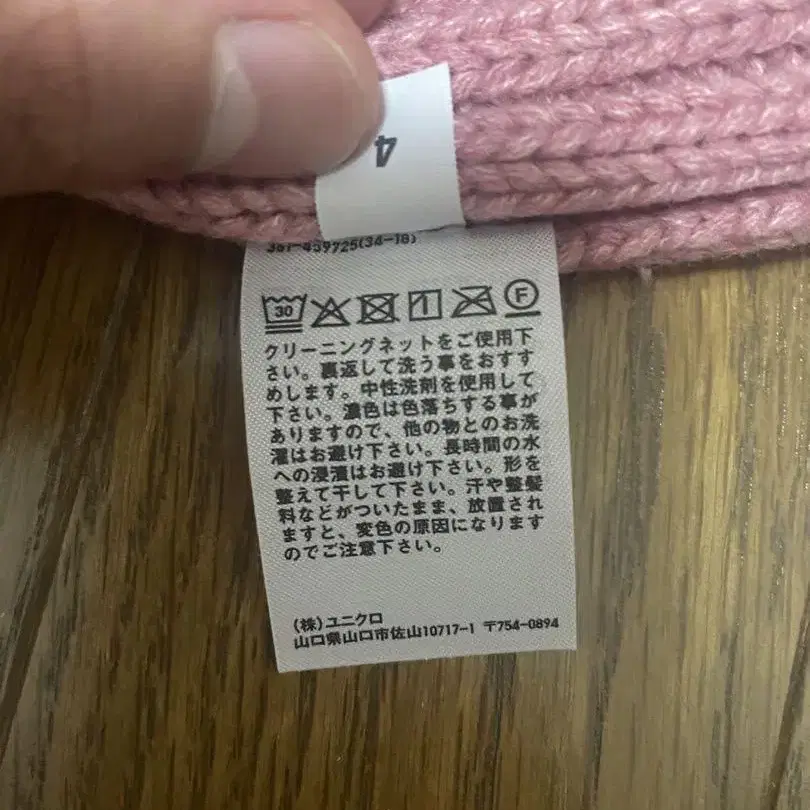 4
361-459725(34-18)
30 F
クリーニングネットをご使用下
さい。裏返して洗う事をおすす
めします。中性洗剤を使用して
下さい。濃色は色落ちする事が
ありますので、他の物とのお洗
濯はお避け下さい。長時間の水
への浸漬はお避け下さい。形を
整えて干して下さい。汗や整髪
料などがついたまま、放置され
ますと、変色の原因になります
のでご注意下さい。
(株)ユニクロ
山口県山口市佐山10717-1 〒754-0894